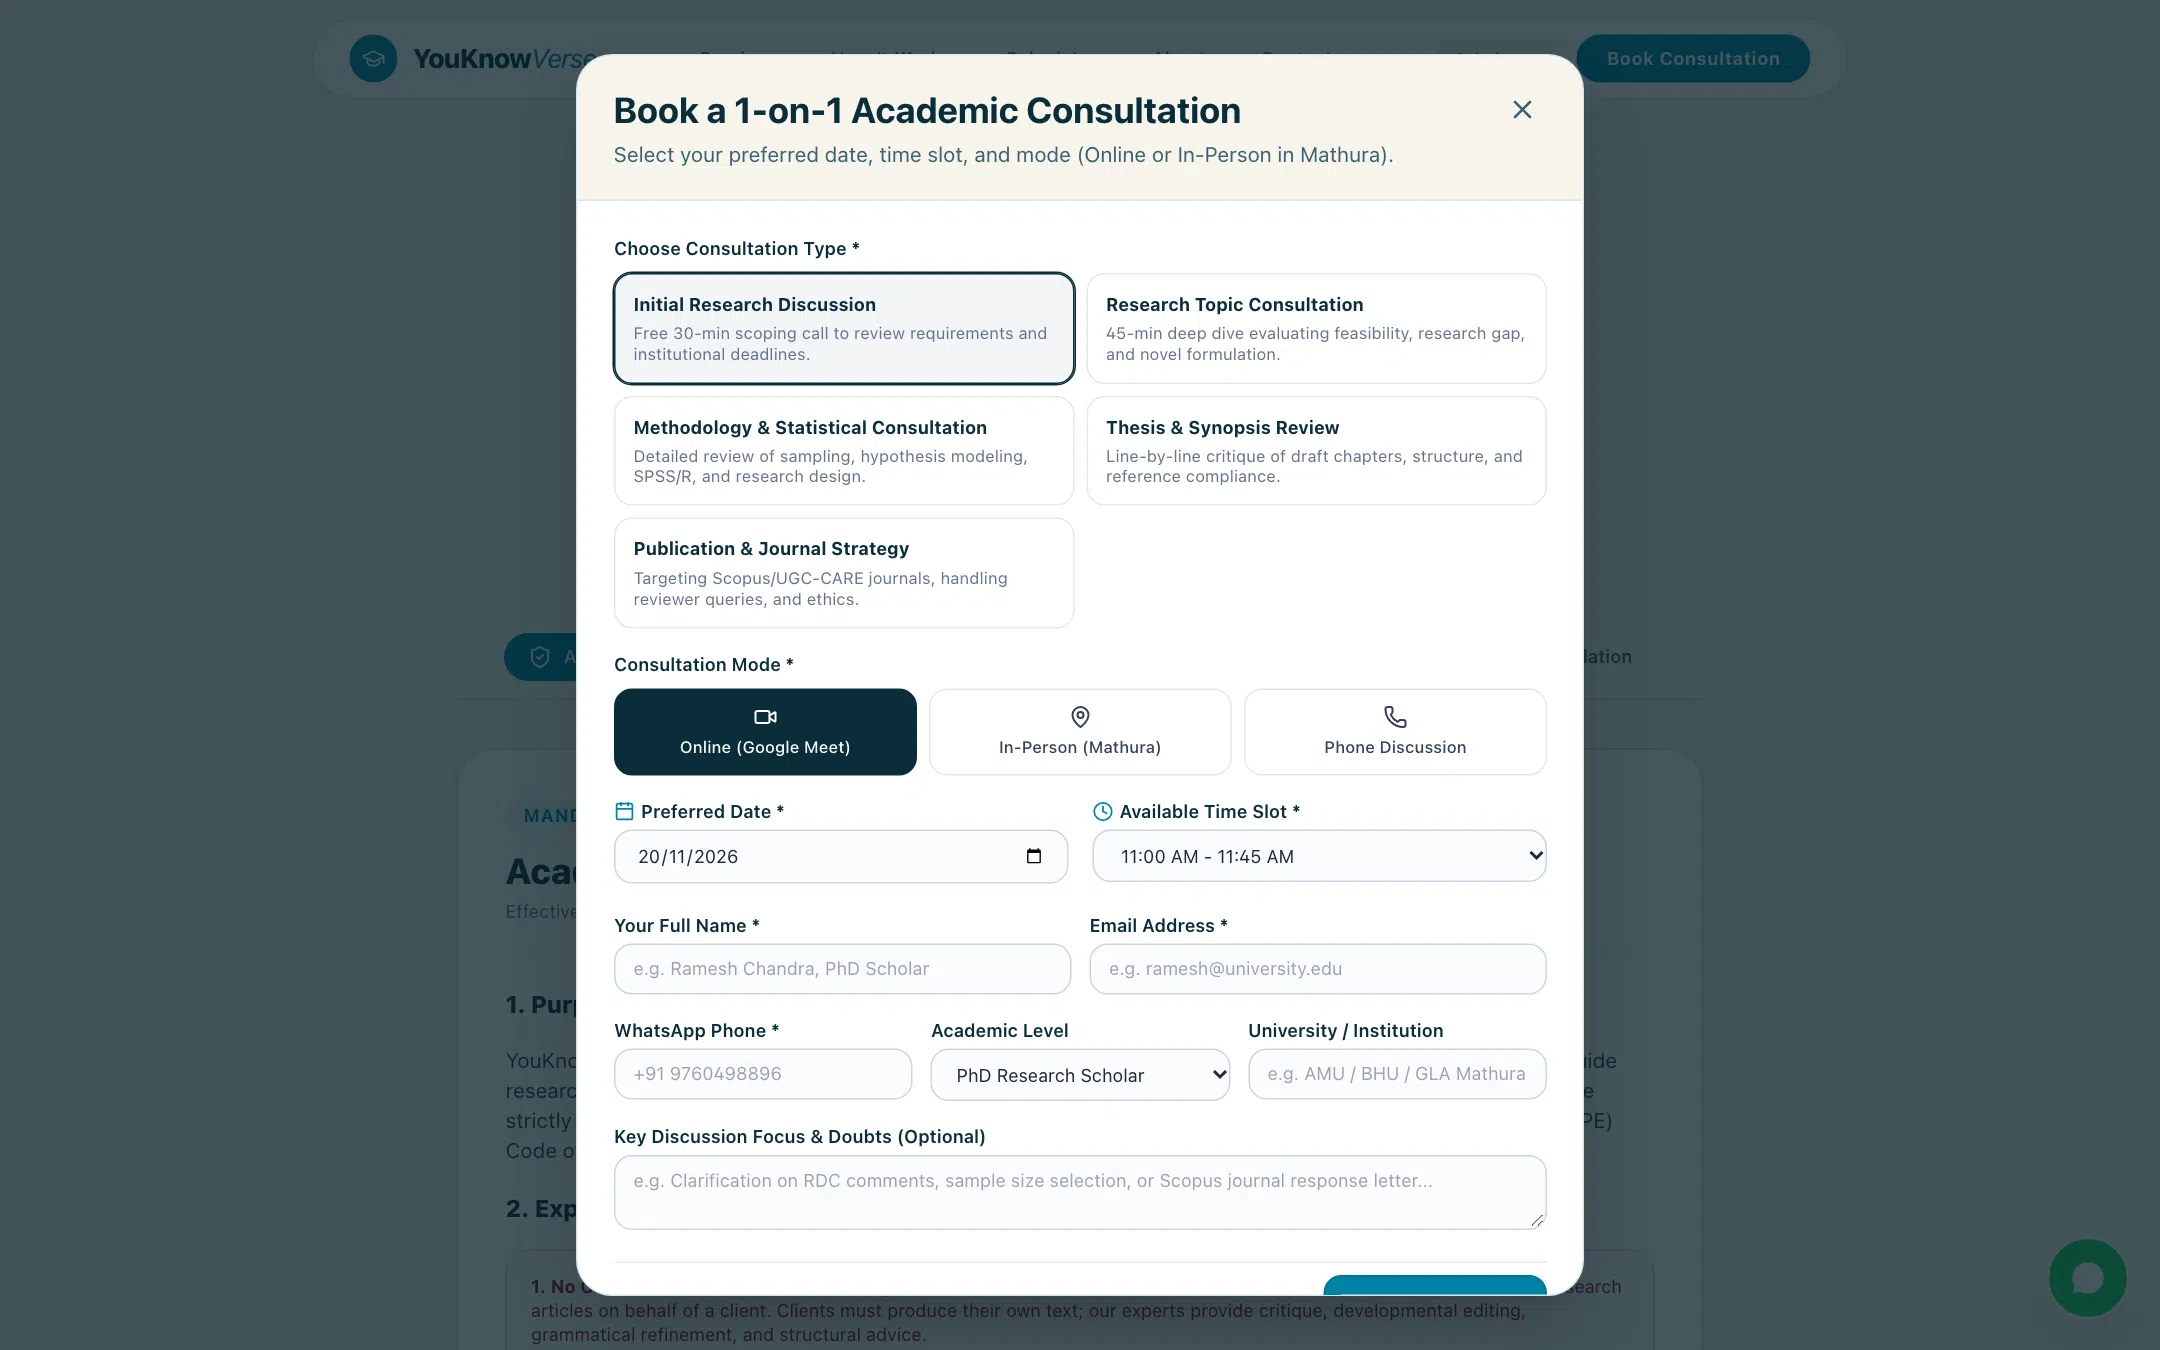 YouKnowVerse
Book Consultation
Book a 1-on-1 Academic Consultation
Select your preferred date, time slot, and mode (Online or In-Person in Mathura).
Choose Consultation Type *
Initial Research Discussion
Free 30-min scoping call to review requirements and
institutional deadlines.
Research Topic Consultation
45-min deep dive evaluating feasibility, research gap,
and novel formulation.
Methodology & Statistical Consultation
Detailed review of sampling, hypothesis modeling,
SPSS/R, and research design.
Thesis & Synopsis Review
Line-by-line critique of draft chapters, structure, and
reference compliance.
Publication & Journal Strategy
Targeting Scopus/UGC-CARE journals, handling
reviewer queries, and ethics.
Consultation Mode *
Online (Google Meet)
In-Person (Mathura)
Phone Discussion
Preferred Date *
20/11/2026
Available Time Slot *
11:00 AM - 11:45 AM
Your Full Name *
e.g. Ramesh Chandra, PhD Scholar
Email Address *
e.g. ramesh@university.edu
WhatsApp Phone *
+91 9760498896
Academic Level
PhD Research Scholar
University / Institution
e.g. AMU / BHU / GLA Mathura
Key Discussion Focus & Doubts (Optional)
e.g. Clarification on RDC comments, sample size selection, or Scopus journal response letter...
Effective
1.
strictly
Code
2.
1. No
articles on behalf of a client. Clients must produce their own text; our experts provide critique, developmental editing,
grammatical refinement, and structural advice.